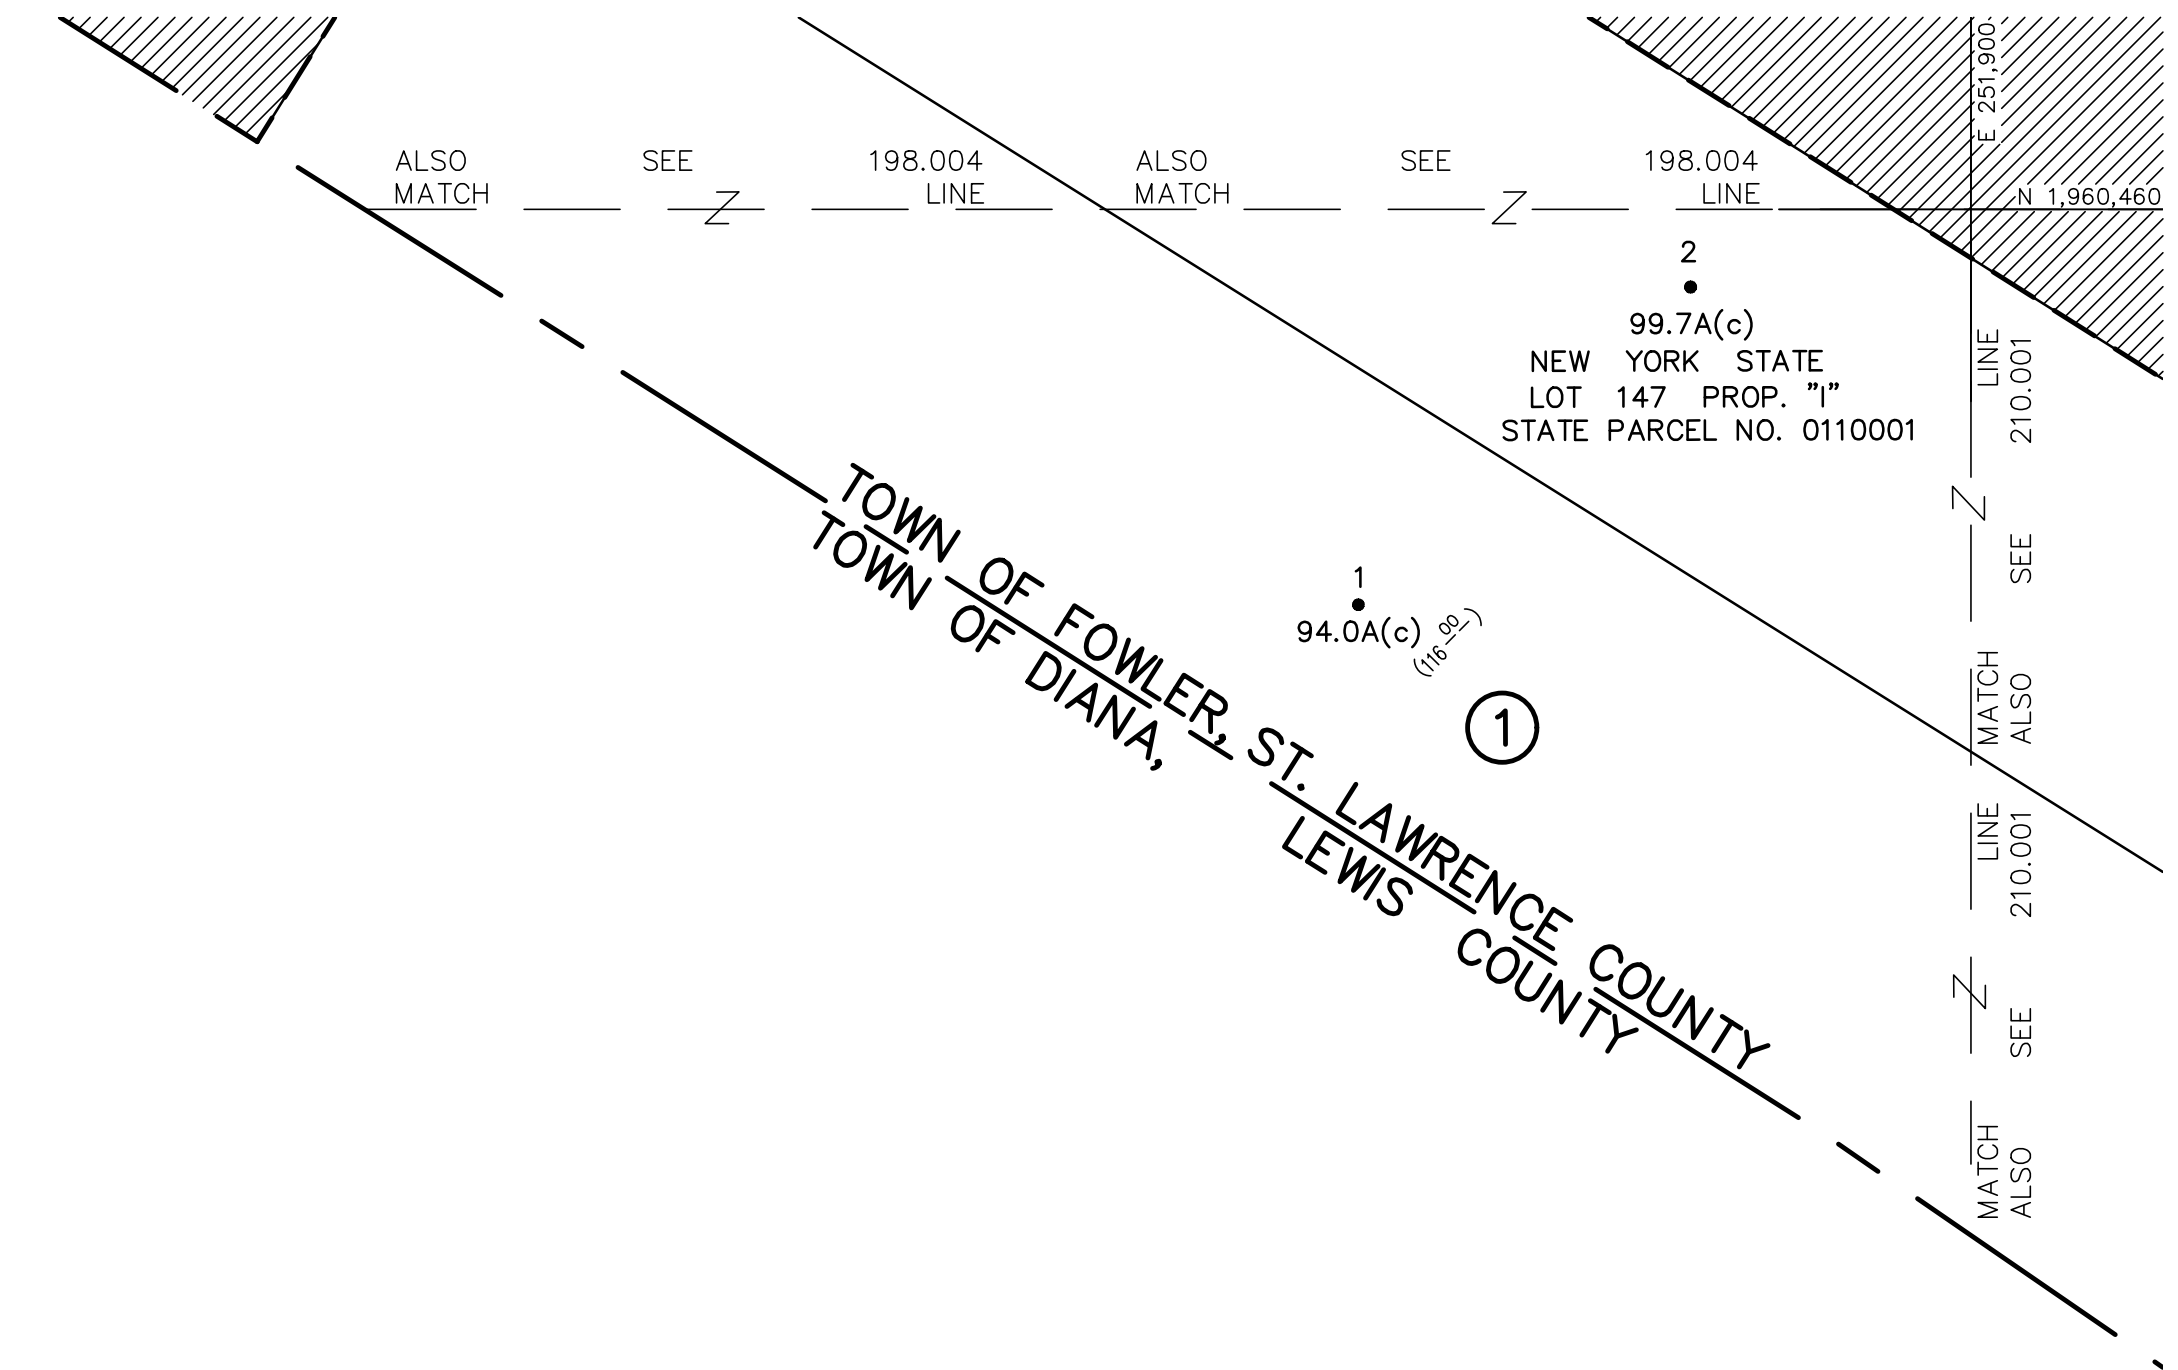 E 251,900
ALSO SEE 198.004 ALSO SEE 198.004
MATCH LINE MATCH LINE
N 1,960,460
2
99.7A(c)
NEW YORK STATE
LOT 147 PROP. "I"
STATE PARCEL NO. 0110001
MATCH LINE
ALSO SEE 210.001
TOWN OF FOWLER, ST. LAWRENCE COUNTY
TOWN OF DIANA, LEWIS COUNTY
1
94.0A(c)
(116-00-)
1
MATCH LINE
ALSO SEE 210.001